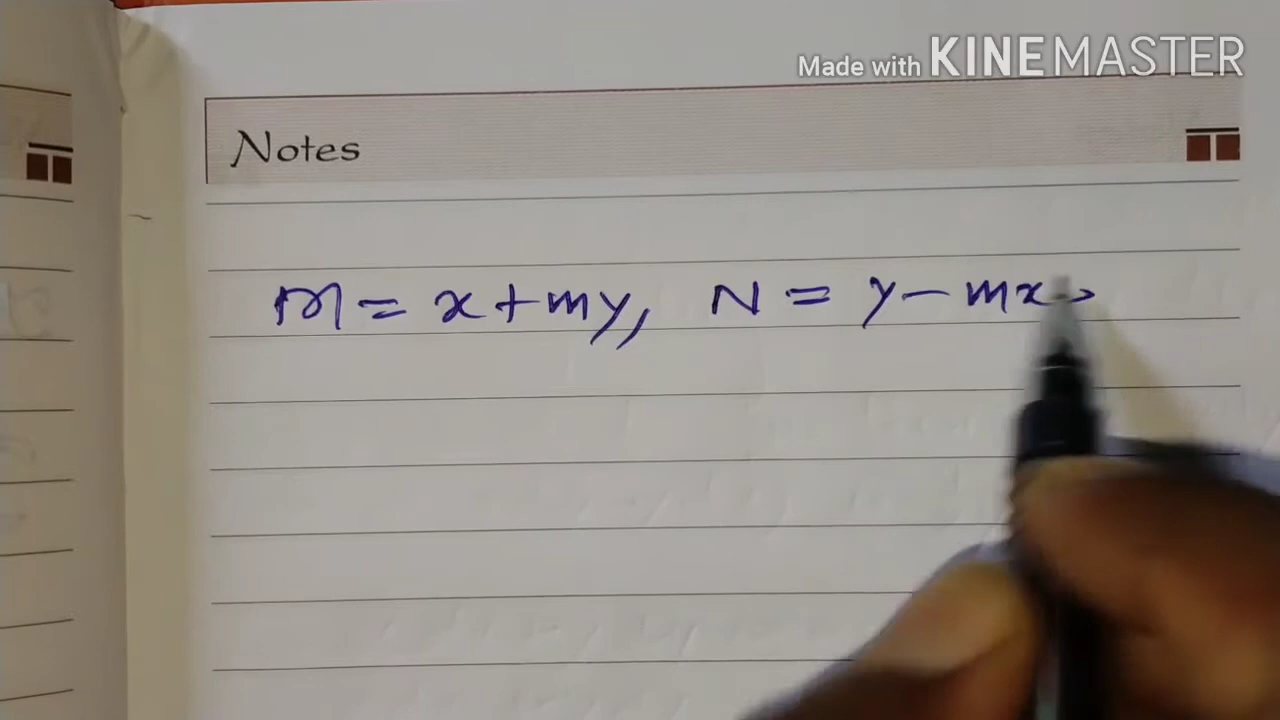 Made with KINEMASTER
Notes
M = x + my, N = y - mx